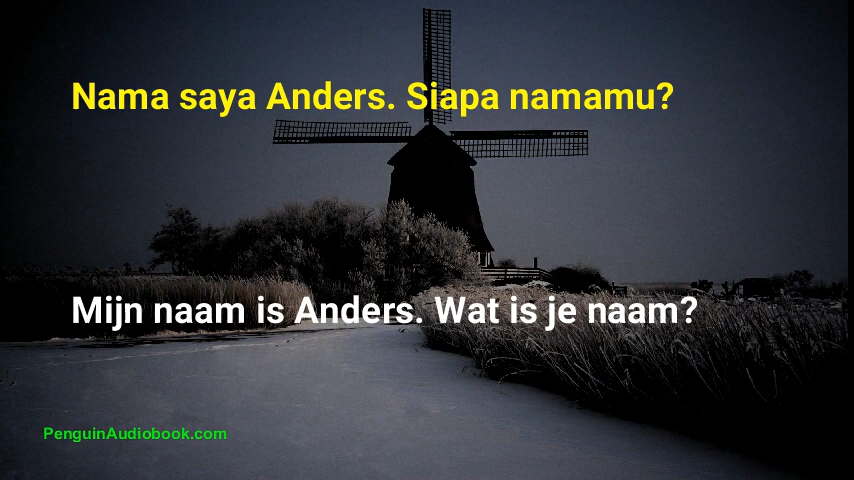 Nama saya Anders. Siapa namamu?
Mijn naam is Anders. Wat is je naam?
PenguinAudiobook.com